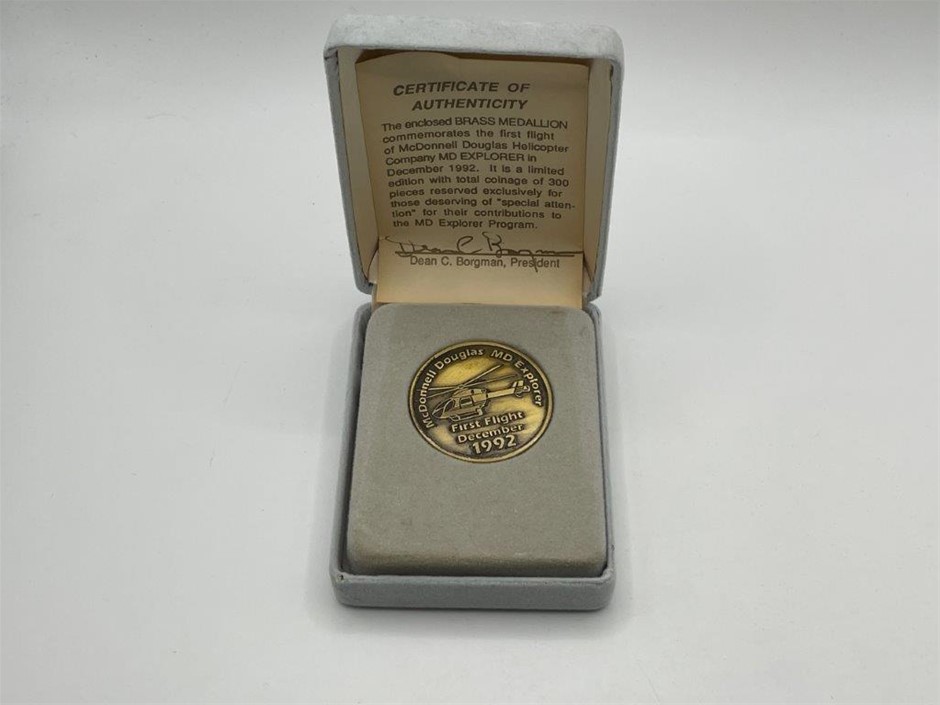 CERTIFICATE OF
AUTHENTICITY
The enclosed BRASS MEDALLION
commemorates the first flight
of McDonnell Douglas Helicopter
Company MD EXPLORER in
December 1992. It is a limited
edition with total coinage of 300
pieces reserved exclusively for
those deserving of "special atten-
tion" for their contributions to
the MD Explorer Program.
Dean C Borgman
Dean C. Borgman, President
McDonnell Douglas MD Explorer
First Flight
December
1992